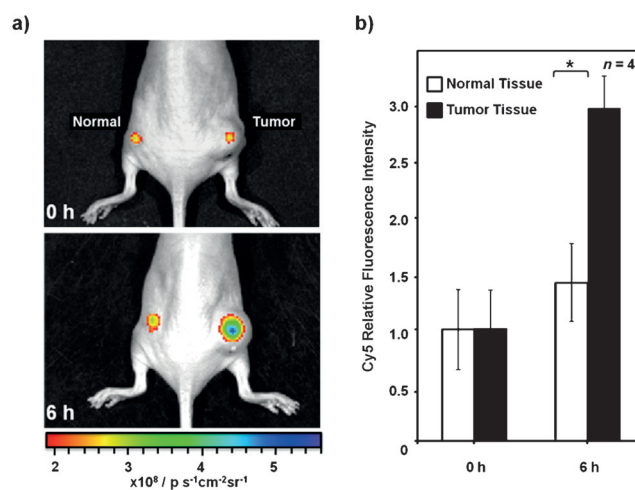 a)
Normal
Tumor
0 h
6 h
2 3 4 5
x10⁸ / p s⁻¹cm⁻²sr⁻¹
b)
n = 4
*
Normal Tissue
Tumor Tissue
Cy5 Relative Fluorescence Intensity
3.0
2.5
2.0
1.5
1.0
0.5
0
0 h 6 h